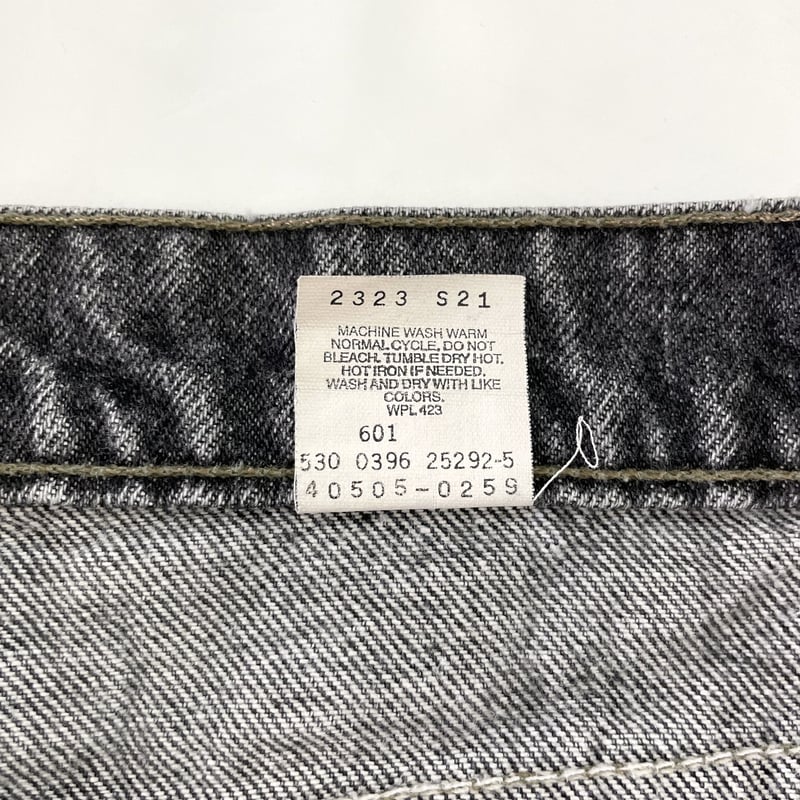 2323 S21
MACHINE WASH WARM
NORMAL CYCLE, DO NOT
BLEACH. TUMBLE DRY HOT.
HOT IRON IF NEEDED.
WASH AND DRY WITH LIKE
COLORS.
WPL 423
601
530 0396 25292-5
40505-0259